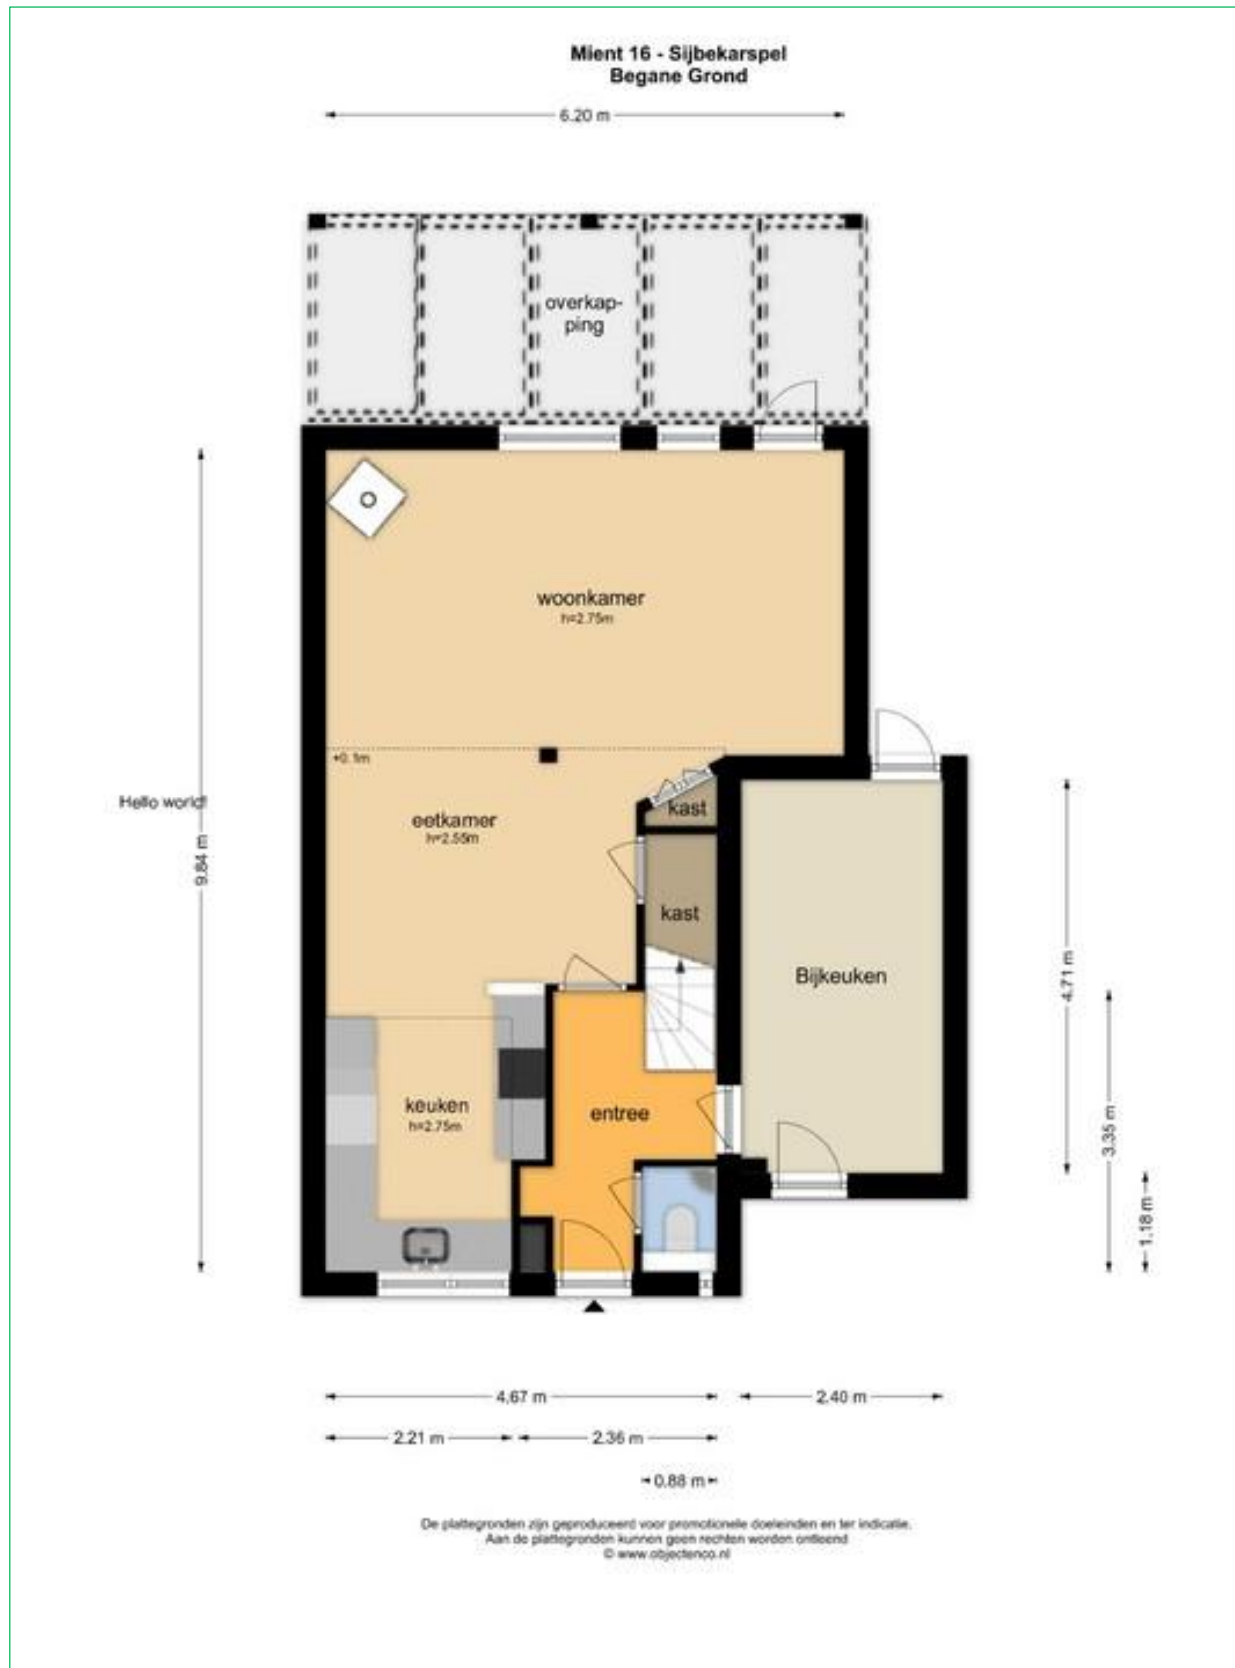 Mient 16 - Sijbekarspel
Begane Grond
6.20 m
overkap-
ping
woonkamer
h=2.75m
+0.1m
Hello world!
eetkamer
h=2.55m
kast
kast
9.84 m
Bijkeuken
4.71 m
keuken
h=2.75m
entree
3.35 m
1.18 m
4.67 m
2.40 m
2.21 m
2.36 m
0.88 m
De plattegronden zijn geproduceerd voor promotionele doeleinden en ter indicatie.
Aan de plattegronden kunnen geen rechten worden ontleend
© www.objectenco.nl